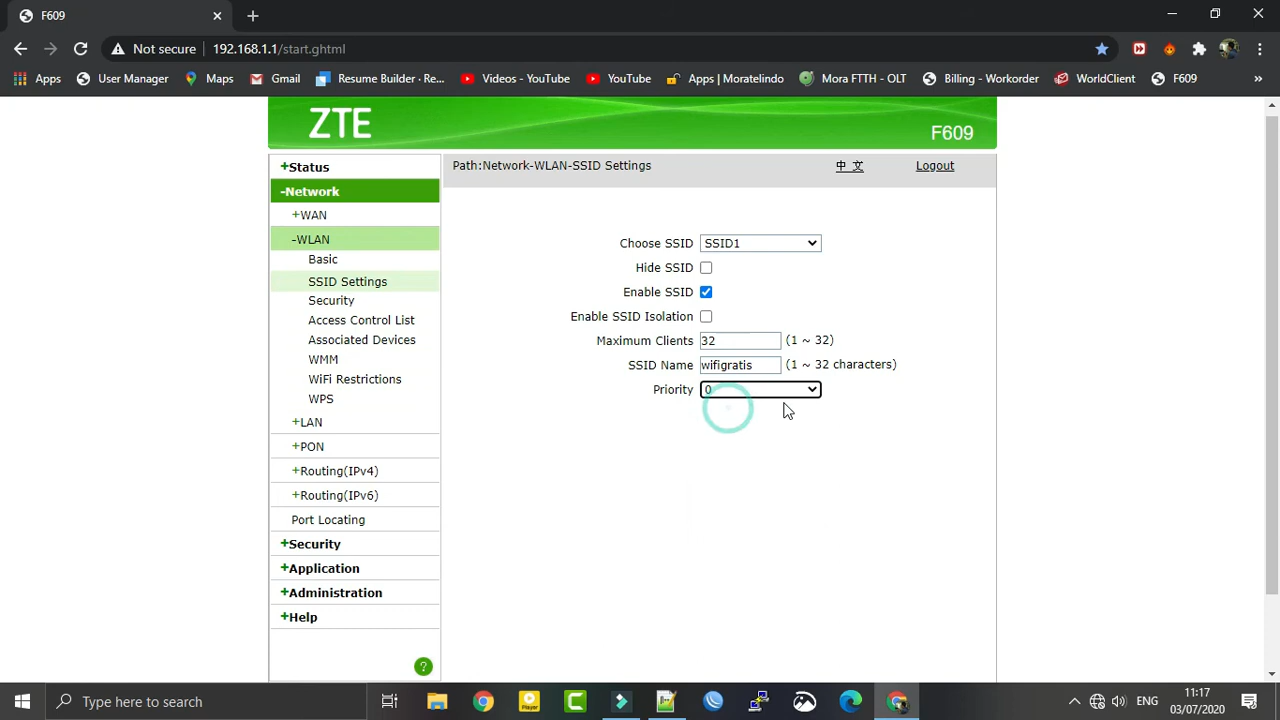 F609
Not secure 192.168.1.1/start.ghtml
Apps User Manager Maps Gmail Resume Builder · Re... Videos - YouTube YouTube Apps | Moratelindo Mora FTTH - OLT Billing - Workorder WorldClient F609 »
ZTE
F609
Path:Network-WLAN-SSID Settings 中文 Logout
+Status
-Network
+WAN
-WLAN
Basic
SSID Settings
Security
Access Control List
Associated Devices
WMM
WiFi Restrictions
WPS
+LAN
+PON
+Routing(IPv4)
+Routing(IPv6)
Port Locating
+Security
+Application
+Administration
+Help
?
Choose SSID SSID1
Hide SSID
Enable SSID
Enable SSID Isolation
Maximum Clients 32 (1 ~ 32)
SSID Name wifigratis (1 ~ 32 characters)
Priority 0
Type here to search
Player
ENG
11:17
03/07/2020